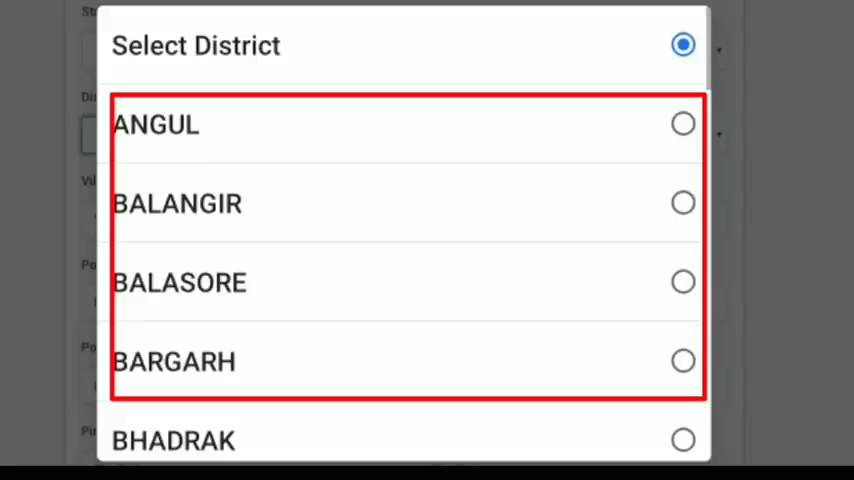 Select District
ANGUL
BALANGIR
BALASORE
BARGARH
BHADRAK